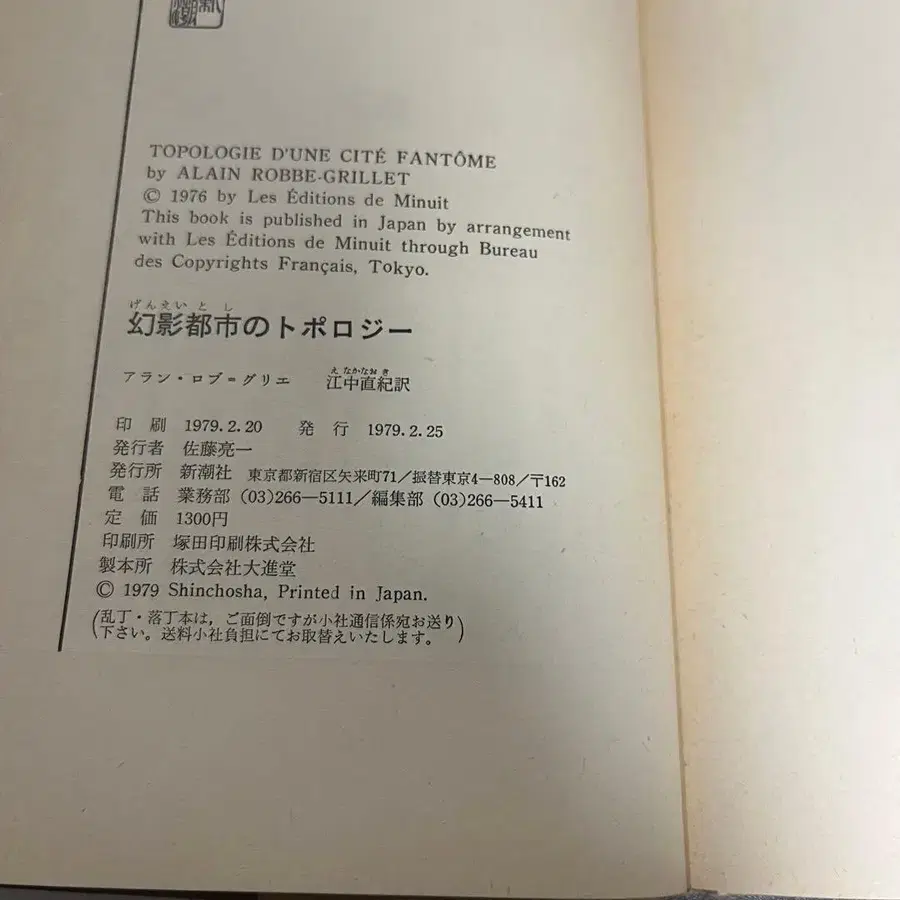 TOPOLOGIE D'UNE CITÉ FANTÔME
by ALAIN ROBBE-GRILLET
© 1976 by Les Éditions de Minuit
This book is published in Japan by arrangement
with Les Éditions de Minuit through Bureau
des Copyrights Français, Tokyo.
げんえいとし
幻影都市のトポロジー
えなかなおき
アラン・ロブ=グリエ 江中直紀訳
印刷 1979.2.20 発行 1979.2.25
発行者 佐藤亮一
発行所 新潮社 東京都新宿区矢来町71/振替東京4—808/〒162
電話 業務部 (03)266—5111/編集部 (03)266—5411
定価 1300円
印刷所 塚田印刷株式会社
製本所 株式会社大進堂
© 1979 Shinchosha, Printed in Japan.
(乱丁・落丁本は、ご面倒ですが小社通信係宛お送り
下さい。送料小社負担にてお取替えいたします。)